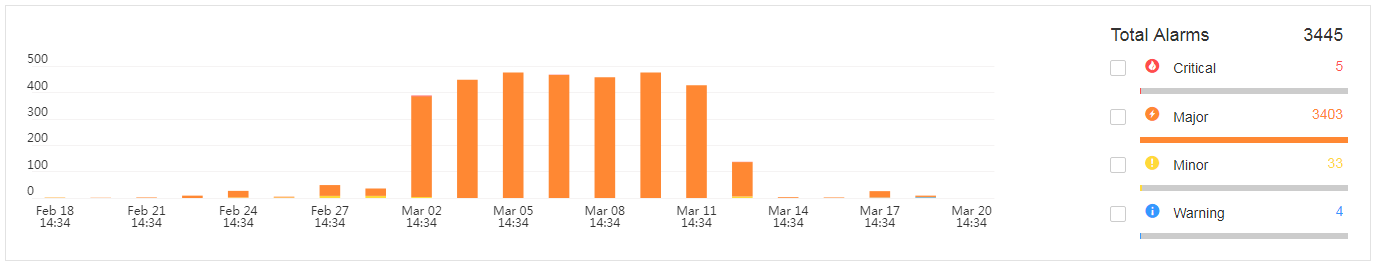 500
400
300
200
100
0
Feb 18 Feb 21 Feb 24 Feb 27 Mar 02 Mar 05 Mar 08 Mar 11 Mar 14 Mar 17 Mar 20
14:34 14:34 14:34 14:34 14:34 14:34 14:34 14:34 14:34 14:34 14:34
Total Alarms 3445
Critical 5
Major 3403
Minor 33
Warning 4